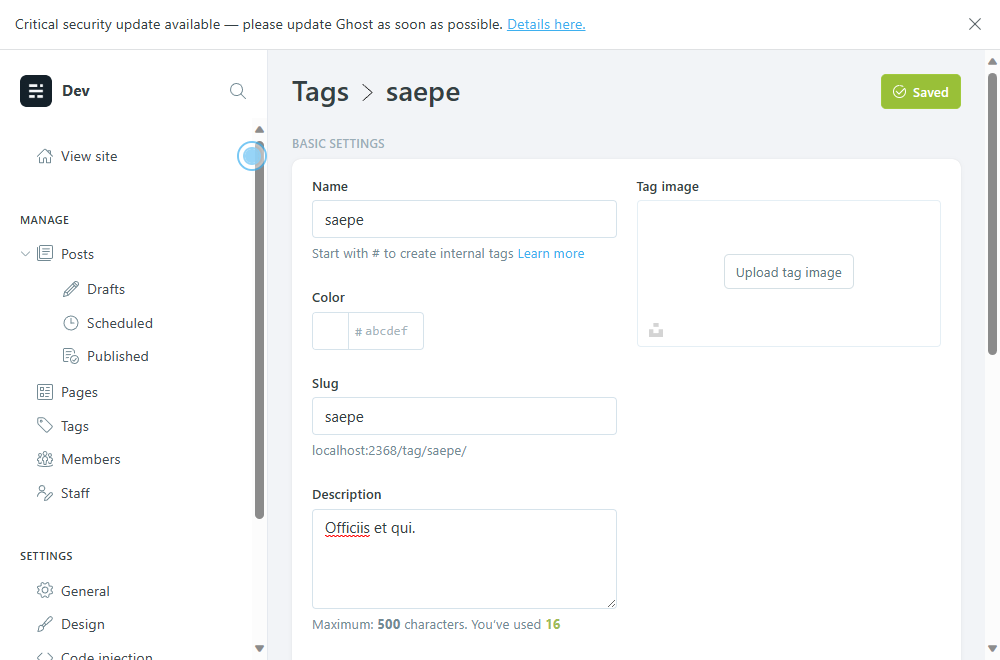 Critical security update available — please update Ghost as soon as possible. Details here.
Dev
View site
MANAGE
Posts
Drafts
Scheduled
Published
Pages
Tags
Members
Staff
SETTINGS
General
Design
Code injection
Tags > saepe
Saved
BASIC SETTINGS
Name
saepe
Start with # to create internal tags Learn more
Color
# abcdef
Slug
saepe
localhost:2368/tag/saepe/
Description
Officiis et qui.
Maximum: 500 characters. You've used 16
Tag image
Upload tag image